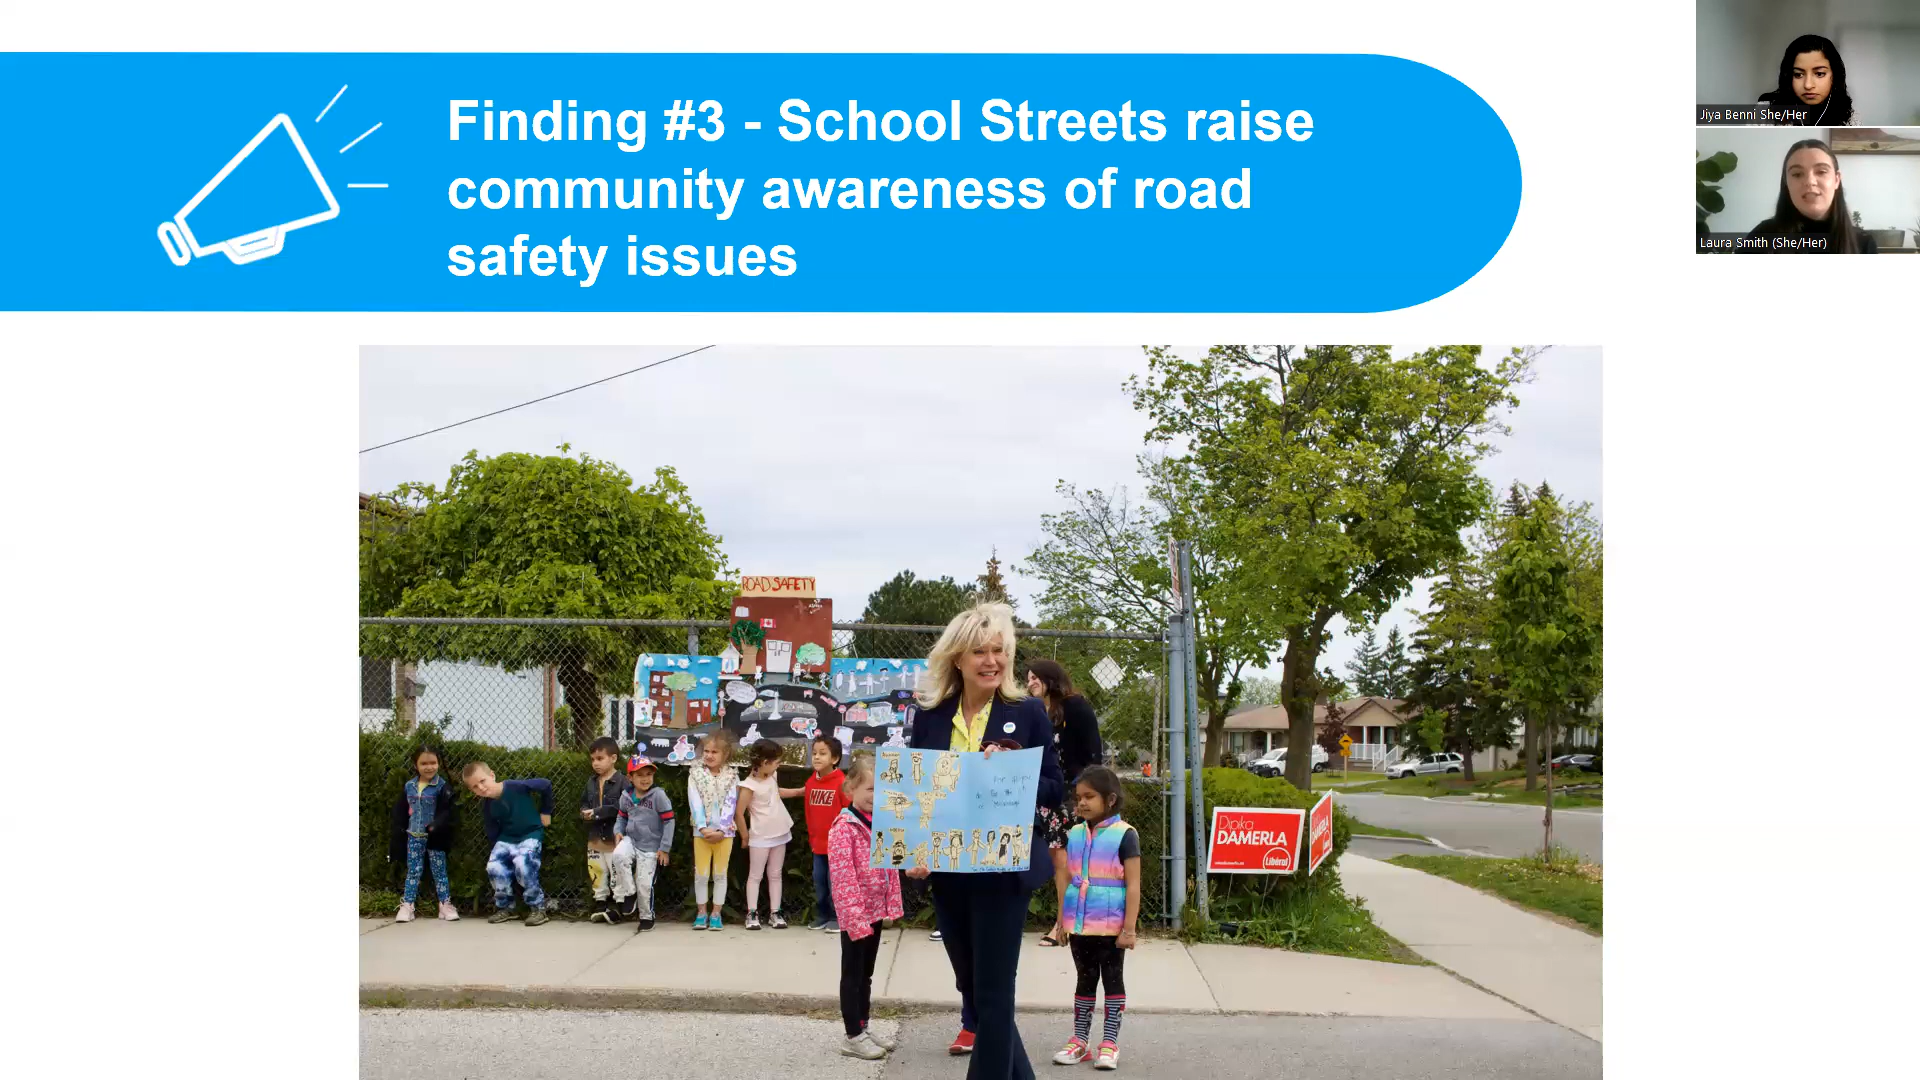 Finding #3 - School Streets raise
community awareness of road
safety issues
Jiya Benni She/Her
Laura Smith (She/Her)
ROAD SAFETY
NIKE
Dipika
DAMERLA
Liberal
DAMERLA